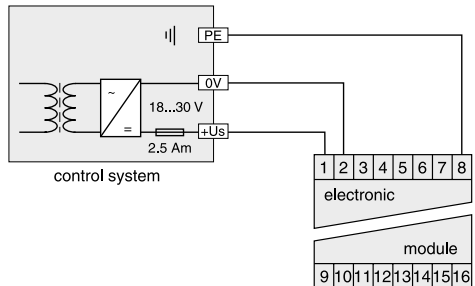 PE
0V
~
18...30 V
=
+Us
2.5 Am
control system
1 2 3 4 5 6 7 8
electronic
module
9 10 11 12 13 14 15 16